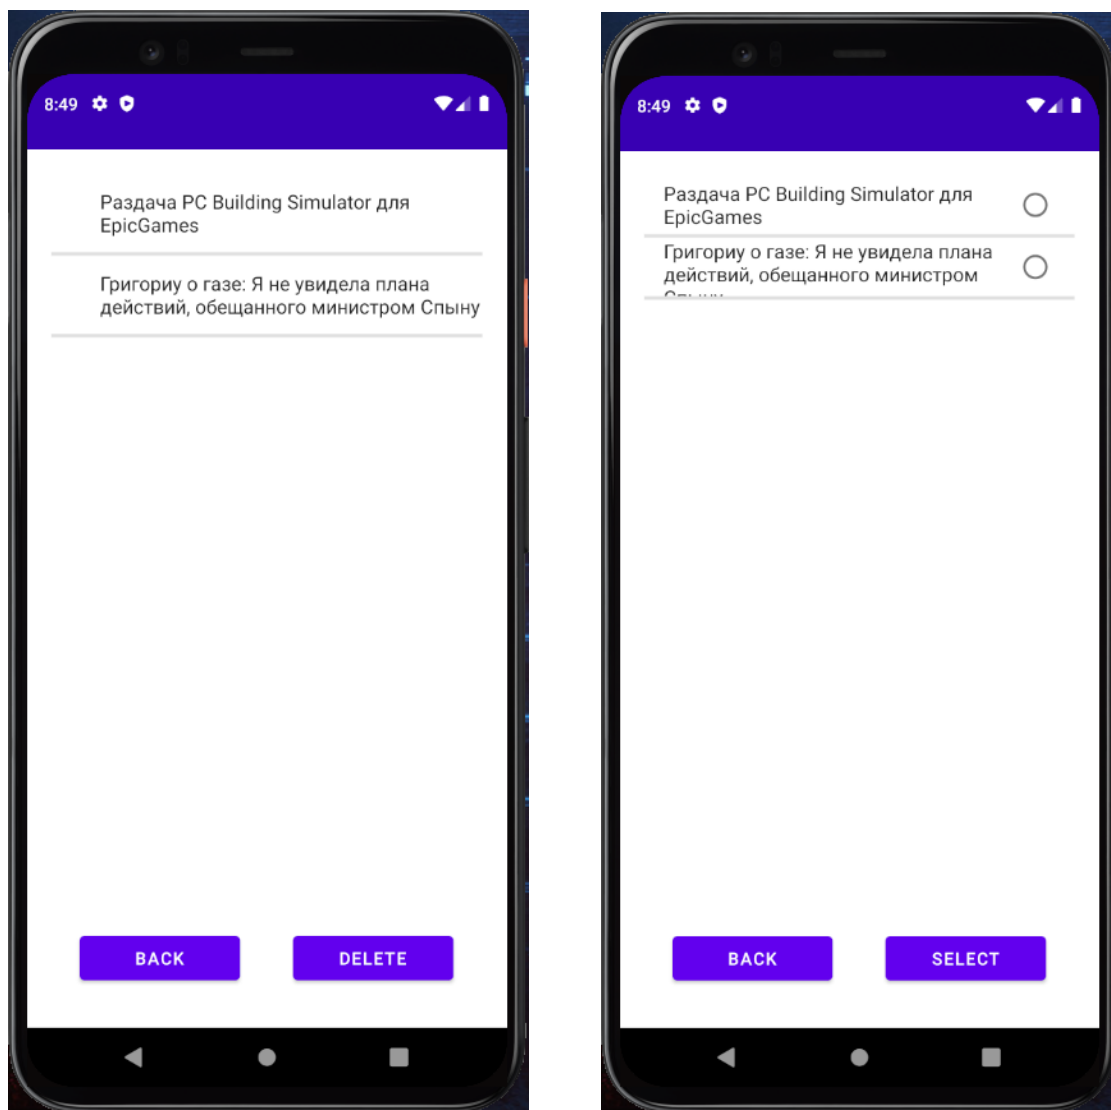 8:49
Раздача PC Building Simulator для
EpicGames
Григориу о газе: Я не увидела плана
действий, обещанного министром Спыну
BACK
DELETE
8:49
Раздача PC Building Simulator для
EpicGames
Григориу о газе: Я не увидела плана
действий, обещанного министром
BACK
SELECT